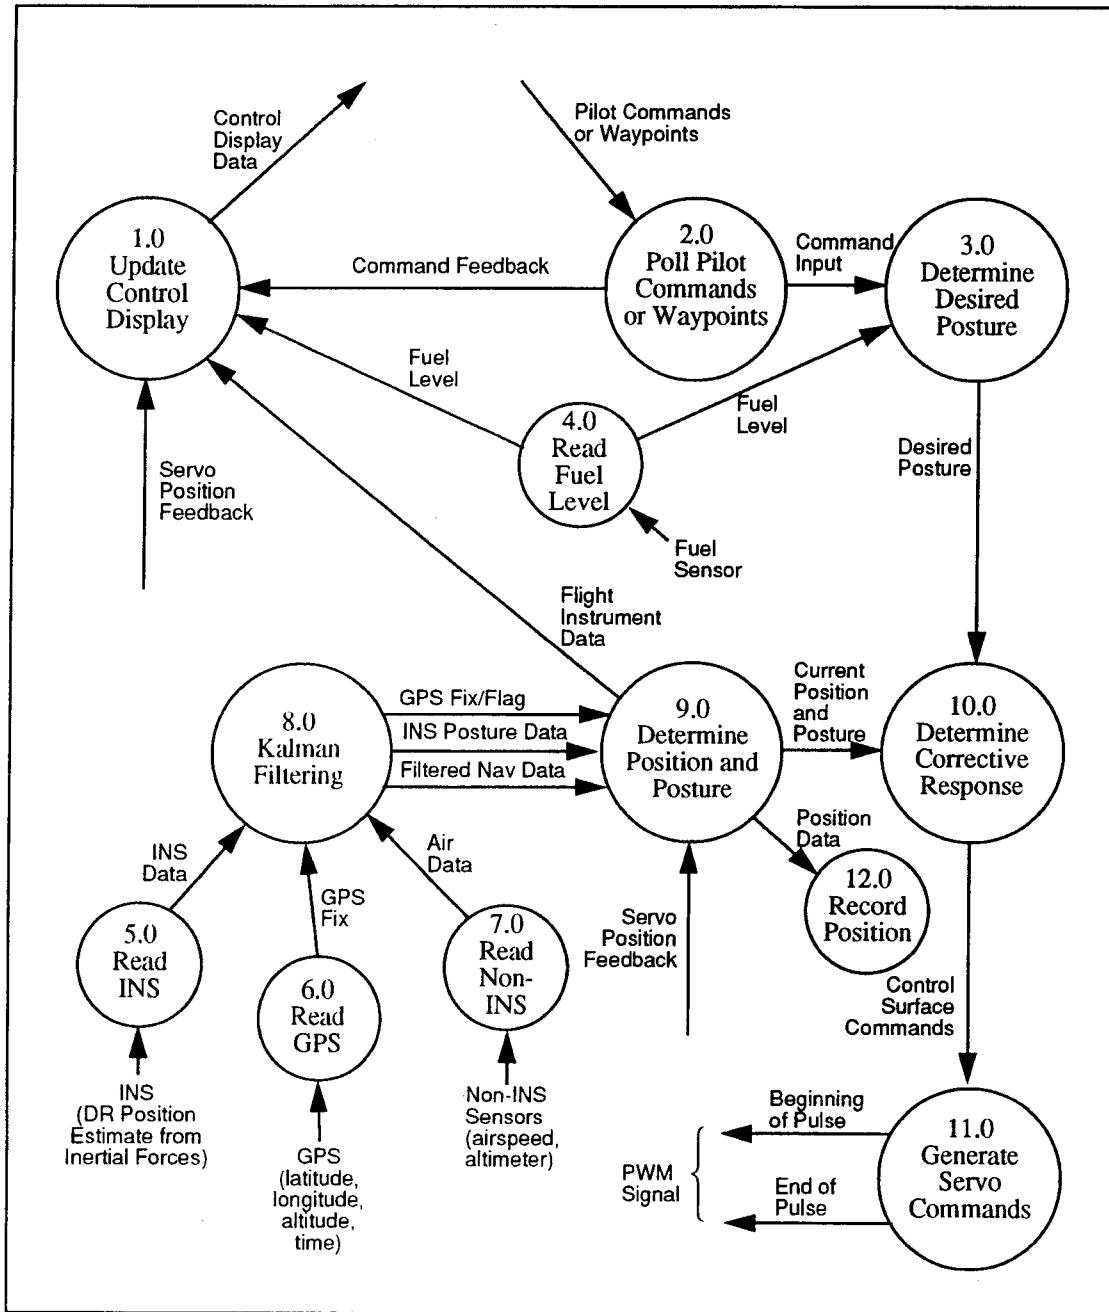 Control
Display
Data
Pilot Commands
or Waypoints
1.0
Update
Control
Display
Command Feedback
2.0
Poll Pilot
Commands
or Waypoints
Command
Input
3.0
Determine
Desired
Posture
Fuel
Level
4.0
Read
Fuel
Level
Fuel
Level
Desired
Posture
Servo
Position
Feedback
Fuel
Sensor
Flight
Instrument
Data
8.0
Kalman
Filtering
GPS Fix/Flag
INS Posture Data
Filtered Nav Data
9.0
Determine
Position and
Posture
Current
Position
and
Posture
10.0
Determine
Corrective
Response
INS
Data
GPS
Fix
Air
Data
Position
Data
12.0
Record
Position
5.0
Read
INS
6.0
Read
GPS
7.0
Read
Non-
INS
Servo
Position
Feedback
Control
Surface
Commands
INS
(DR Position
Estimate from
Inertial Forces)
GPS
(latitude,
longitude,
altitude,
time)
Non-INS
Sensors
(airspeed,
altimeter)
Beginning
of Pulse
PWM
Signal
End of
Pulse
11.0
Generate
Servo
Commands